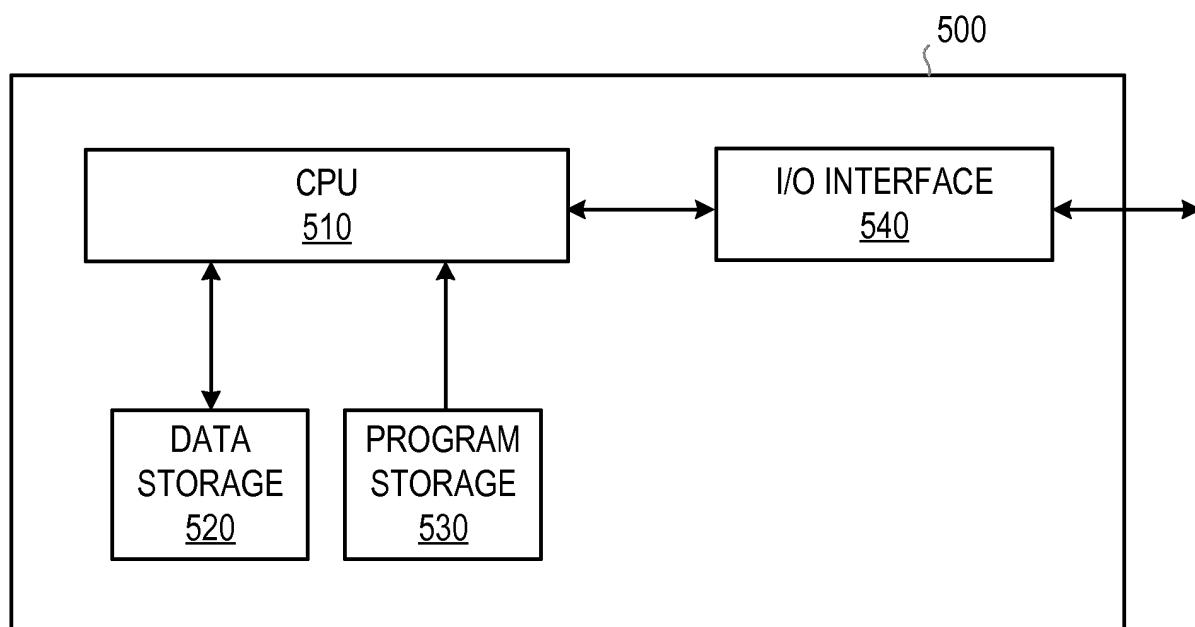 500
CPU
510
I/O INTERFACE
540
DATA
STORAGE
520
PROGRAM
STORAGE
530